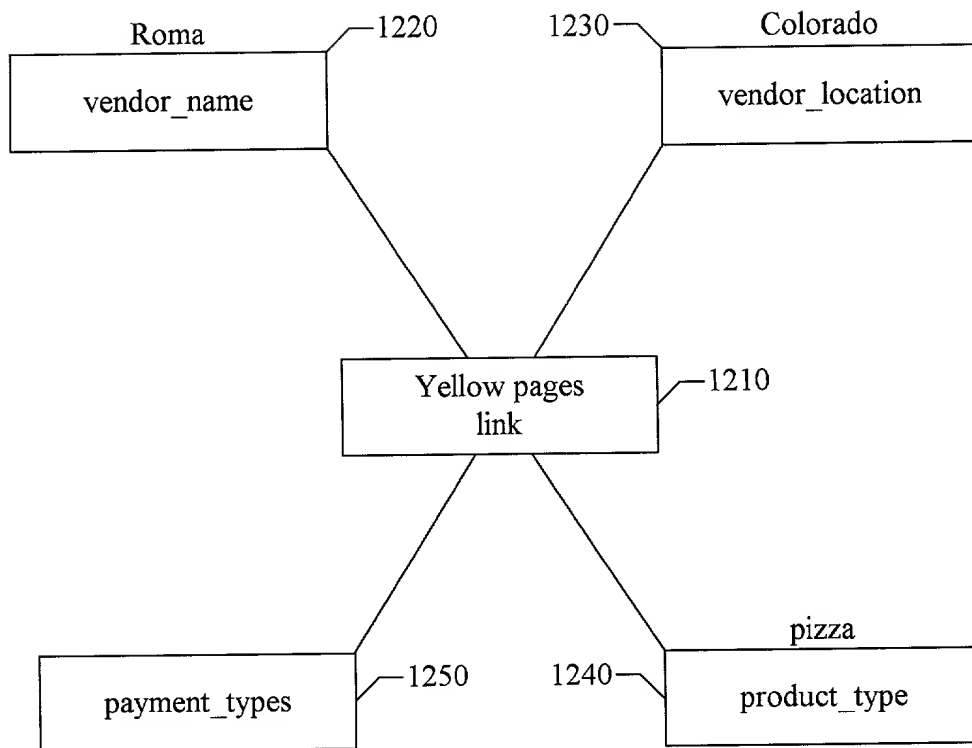 Roma
1220
1230
Colorado
vendor_name
vendor_location
Yellow pages
link
1210
pizza
payment_types
1250
1240
product_type